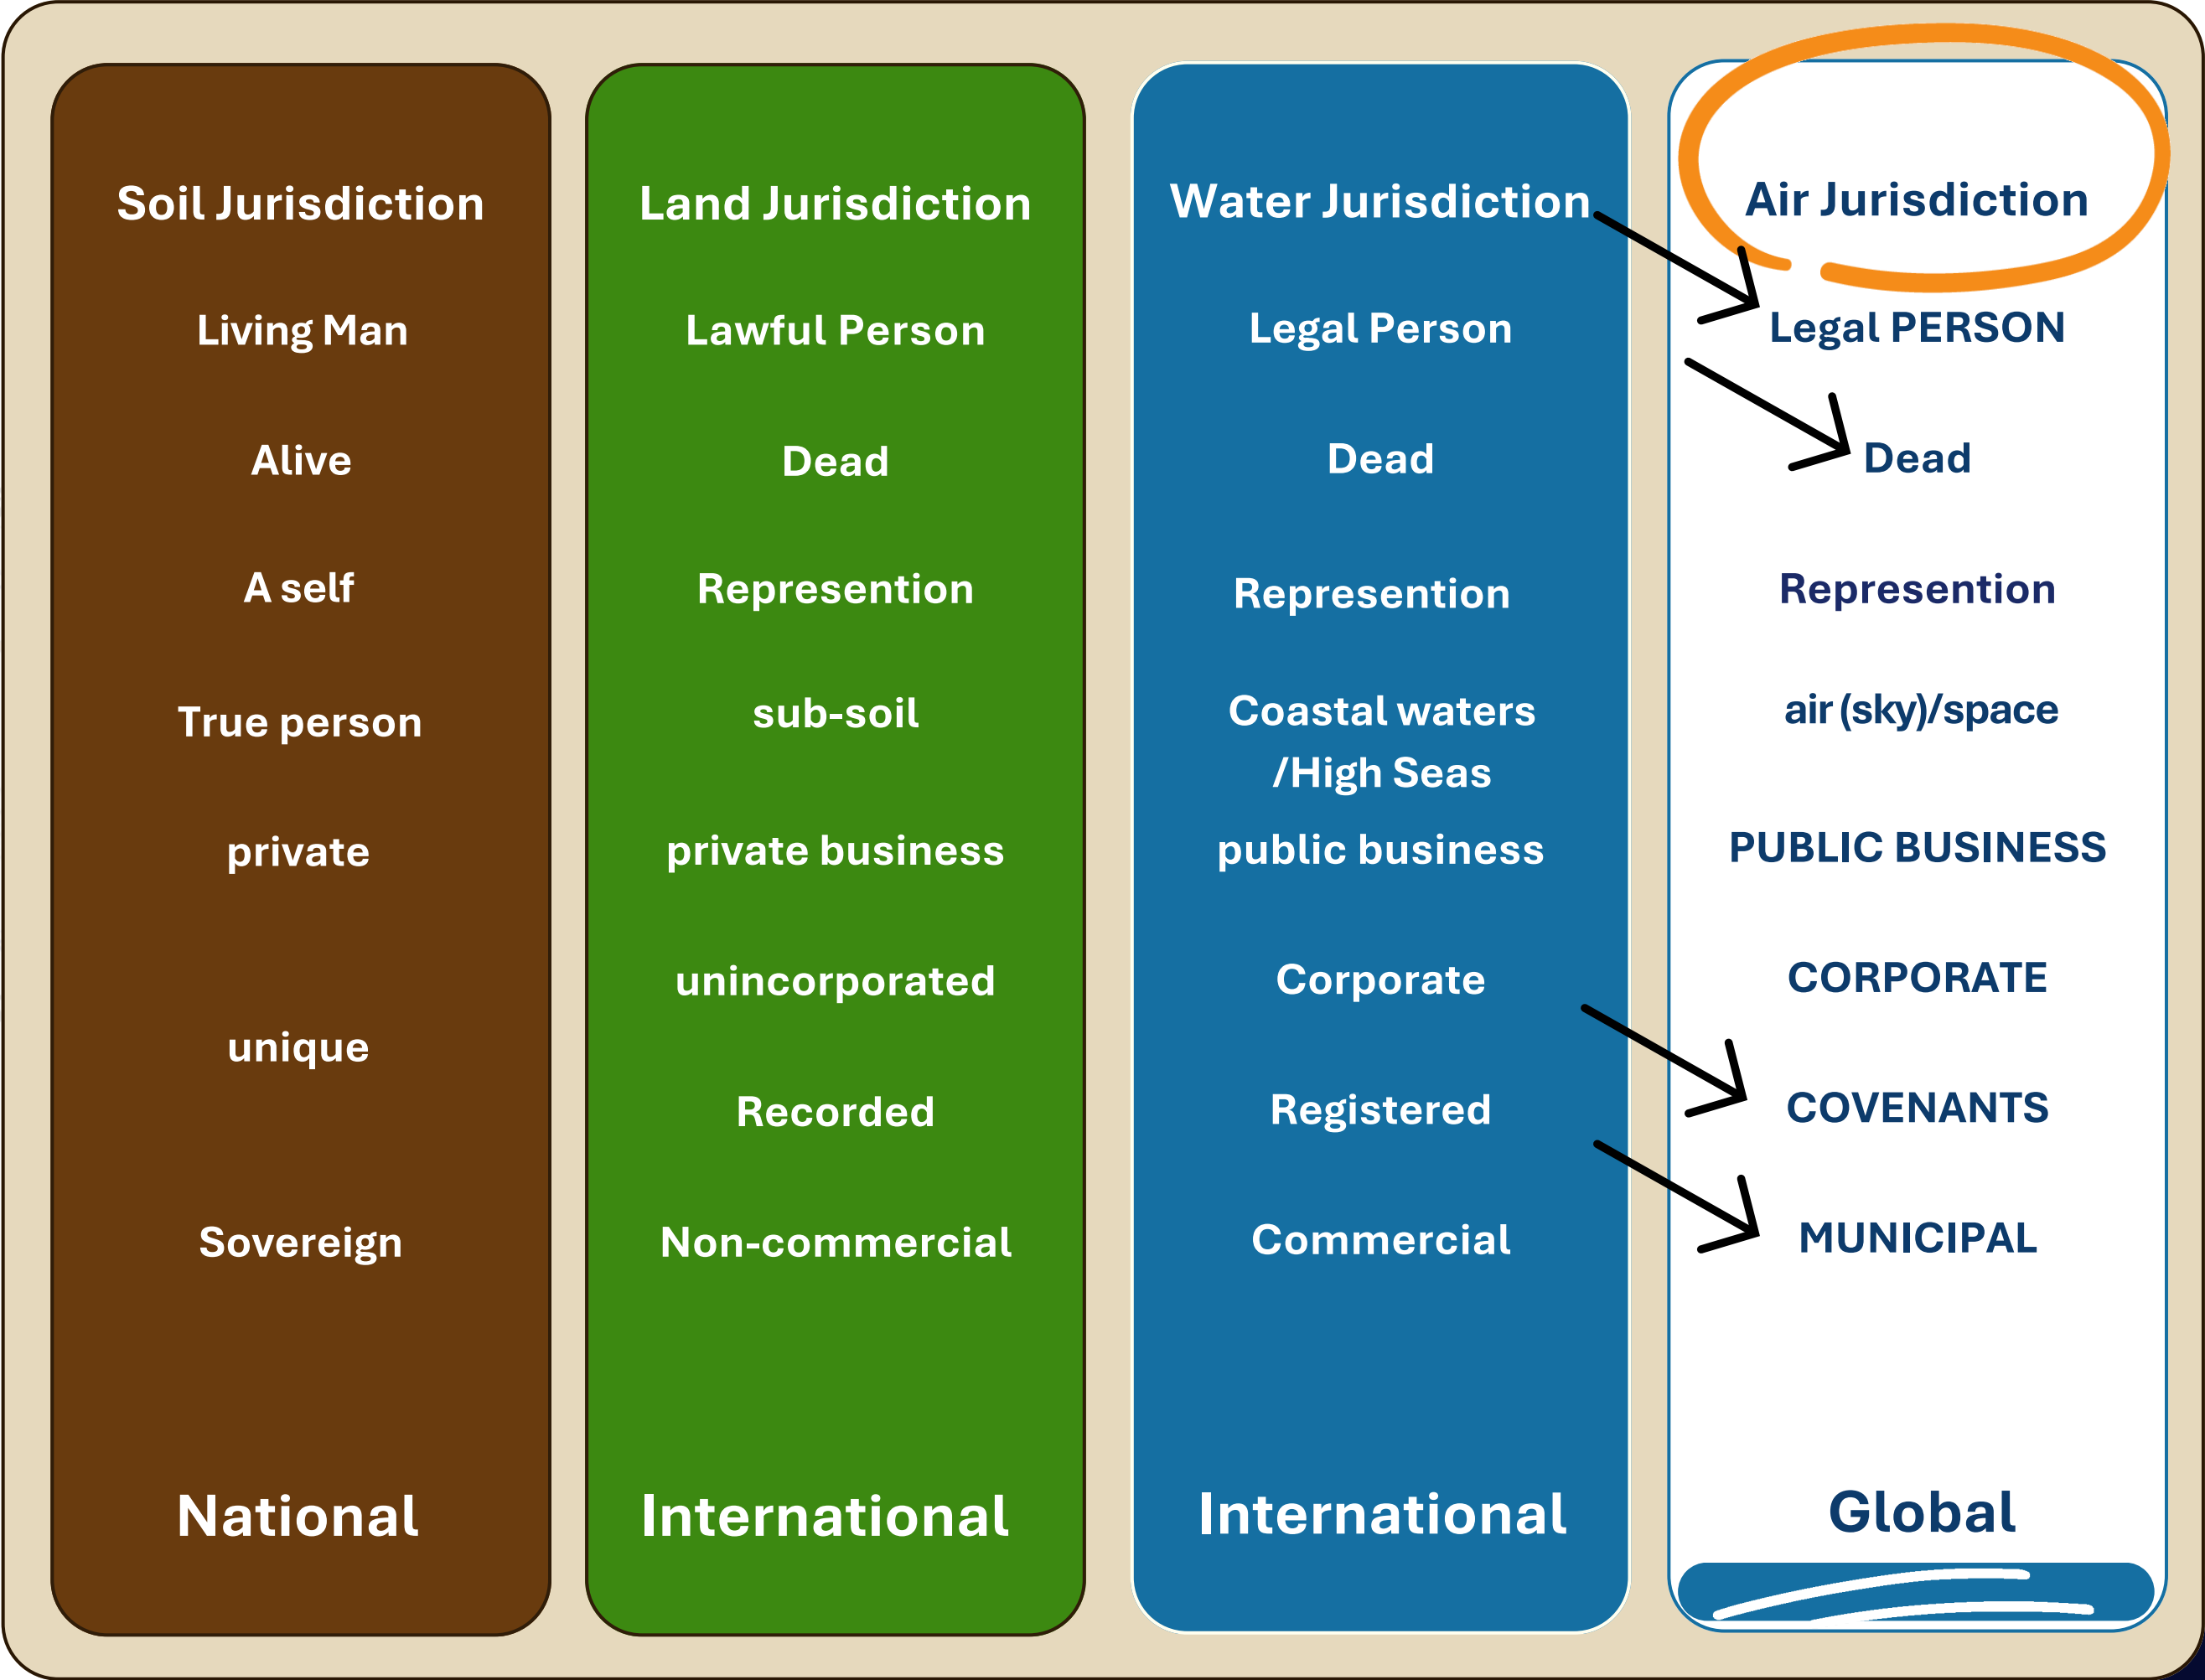 Soil Jurisdiction
Living Man
Alive
A self
True person
private
unique
Sovereign
National
Land Jurisdiction
Lawful Person
Dead
Represention
sub-soil
private business
unincorporated
Recorded
Non-commercial
International
Water Jurisdiction
Legal Person
Dead
Represention
Coastal waters
/High Seas
public business
Corporate
Registered
Commercial
International
Air Jurisdiction
Legal PERSON
Dead
Represention
air (sky)/space
PUBLIC BUSINESS
CORPORATE
COVENANTS
MUNICIPAL
Global